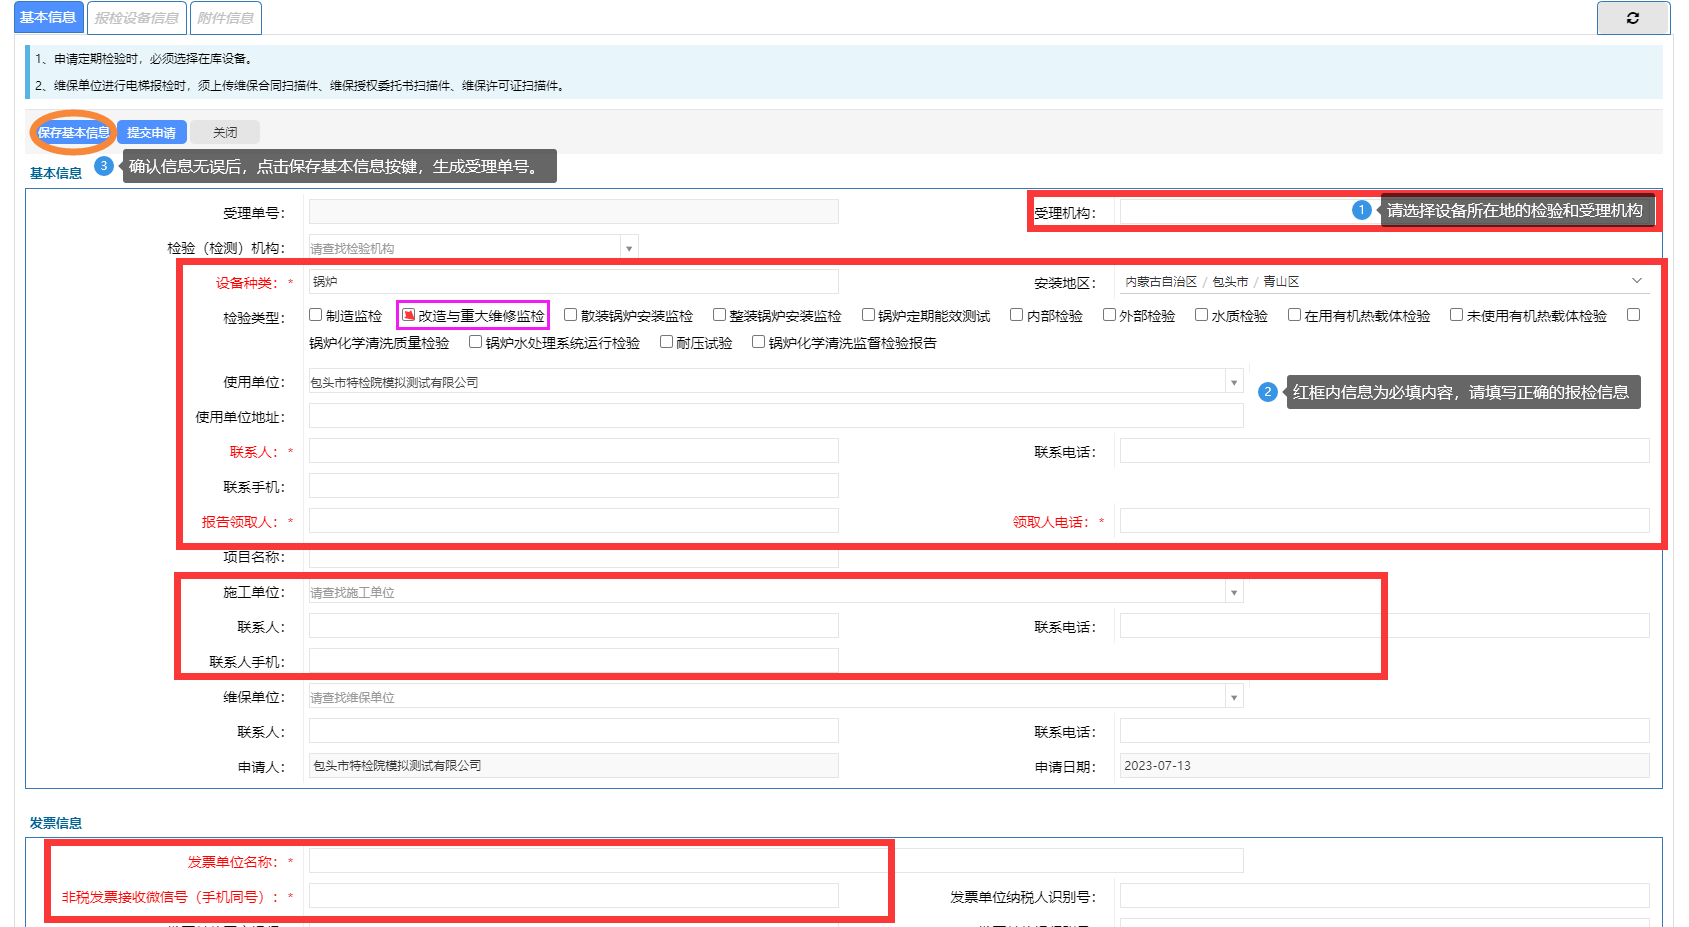 基本信息 报检设备信息 附件信息
1、申请定期检验时，必须选择在库设备。
2、维保单位进行电梯报检时，须上传维保合同扫描件、维保授权委托书扫描件、维保许可证扫描件。
保存基本信息 提交申请 关闭
3 确认信息无误后，点击保存基本信息按键，生成受理单号。
基本信息
受理单号： 受理机构： 1 请选择设备所在地的检验和受理机构
检验（检测）机构： 请查找检验机构
设备种类： * 锅炉 安装地区： 内蒙古自治区 / 包头市 / 青山区
检验类型： 制造监检 改造与重大维修监检 散装锅炉安装监检 整装锅炉安装监检 锅炉定期能效测试 内部检验 外部检验 水质检验 在用有机热载体检验 未使用有机热载体检验
锅炉化学清洗质量检验 锅炉水处理系统运行检验 耐压试验 锅炉化学清洗监督检验报告
使用单位： 包头市特检院模拟测试有限公司
2 红框内信息为必填内容，请填写正确的报检信息
使用单位地址：
联系人： * 联系电话：
联系手机：
报告领取人： * 领取人电话： *
项目名称：
施工单位： 请查找施工单位
联系人： 联系电话：
联系人手机：
维保单位： 请查找维保单位
联系人： 联系电话：
申请人： 包头市特检院模拟测试有限公司 申请日期： 2023-07-13
发票信息
发票单位名称： *
非税发票接收微信号（手机同号）： * 发票单位纳税人识别号：